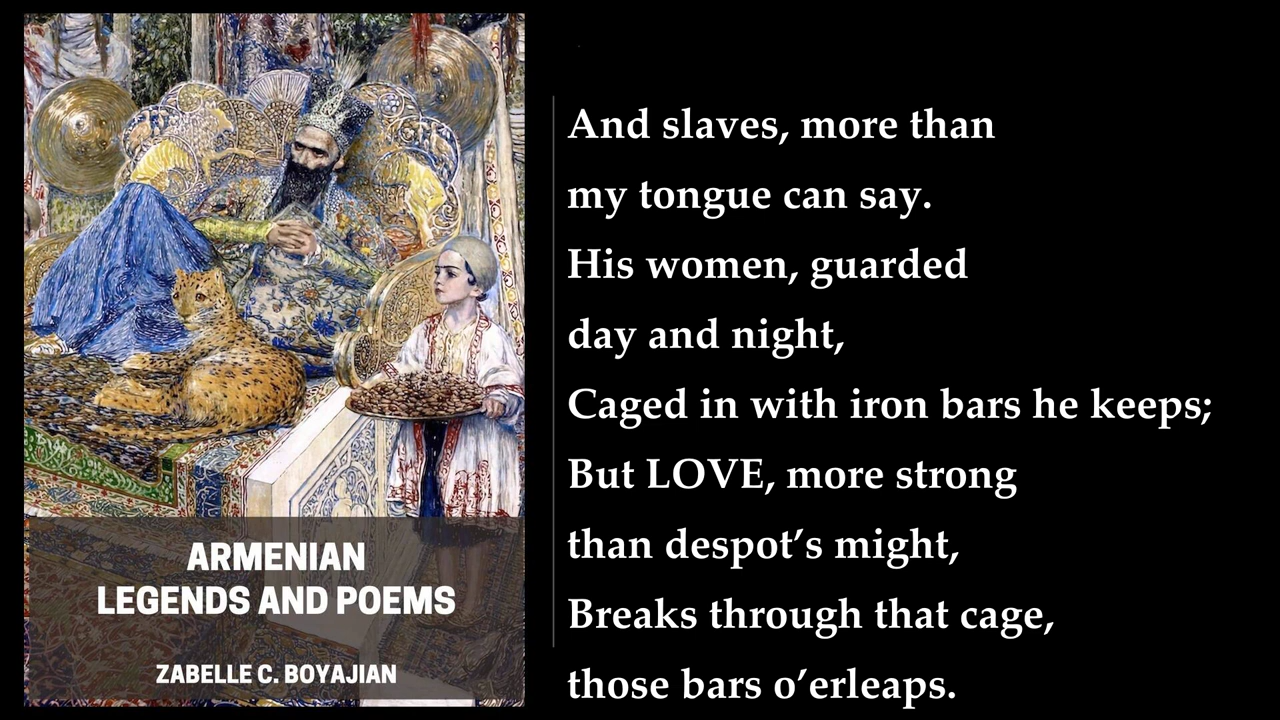 ARMENIAN
LEGENDS AND POEMS
ZABELLE C. BOYAJIAN
And slaves, more than
my tongue can say.
His women, guarded
day and night,
Caged in with iron bars he keeps;
But LOVE, more strong
than despot’s might,
Breaks through that cage,
those bars o’erleaps.